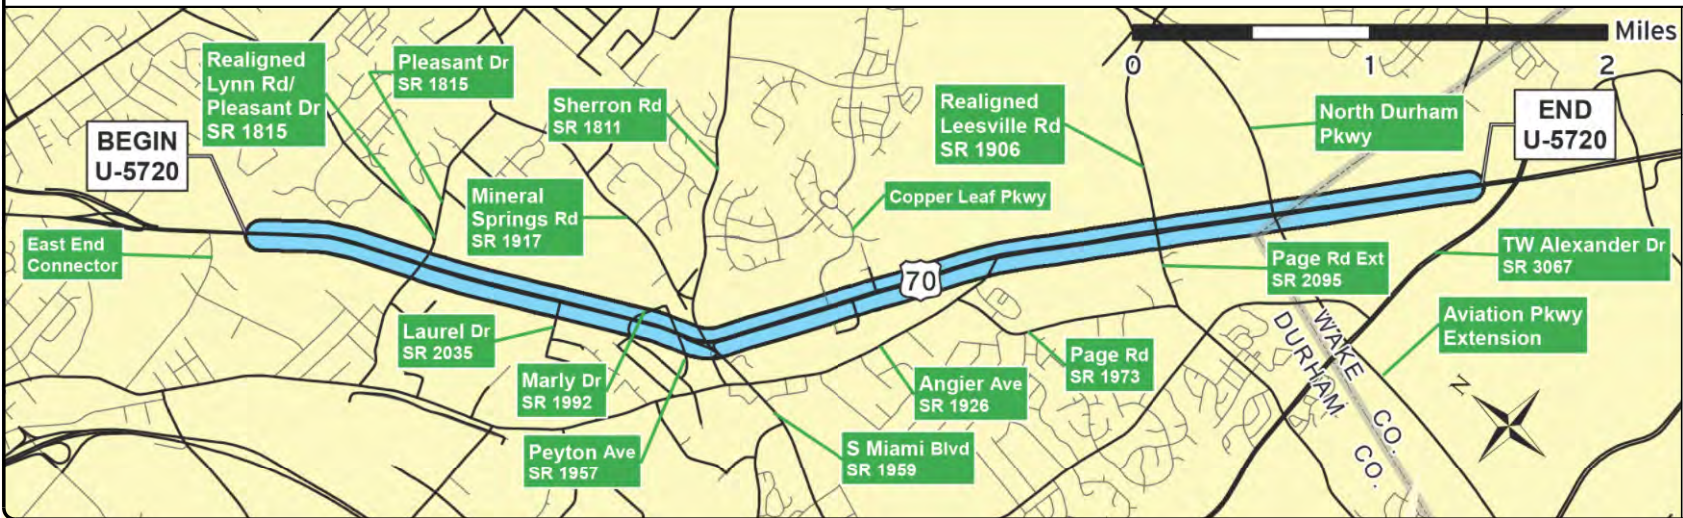 Miles
0
1
2
Realigned
Lynn Rd/
Pleasant Dr
SR 1815
Pleasant Dr
SR 1815
BEGIN
U-5720
Sherron Rd
SR 1811
Realigned
Leesville Rd
SR 1906
North Durham
Pkwy
END
U-5720
Mineral
Springs Rd
SR 1917
Copper Leaf Pkwy
East End
Connector
70
Page Rd Ext
SR 2095
TW Alexander Dr
SR 3067
Laurel Dr
SR 2035
Marly Dr
SR 1992
Angier Ave
SR 1926
Page Rd
SR 1973
Aviation Pkwy
Extension
Peyton Ave
SR 1957
S Miami Blvd
SR 1959
WAKE CO.
DURHAM CO.
N